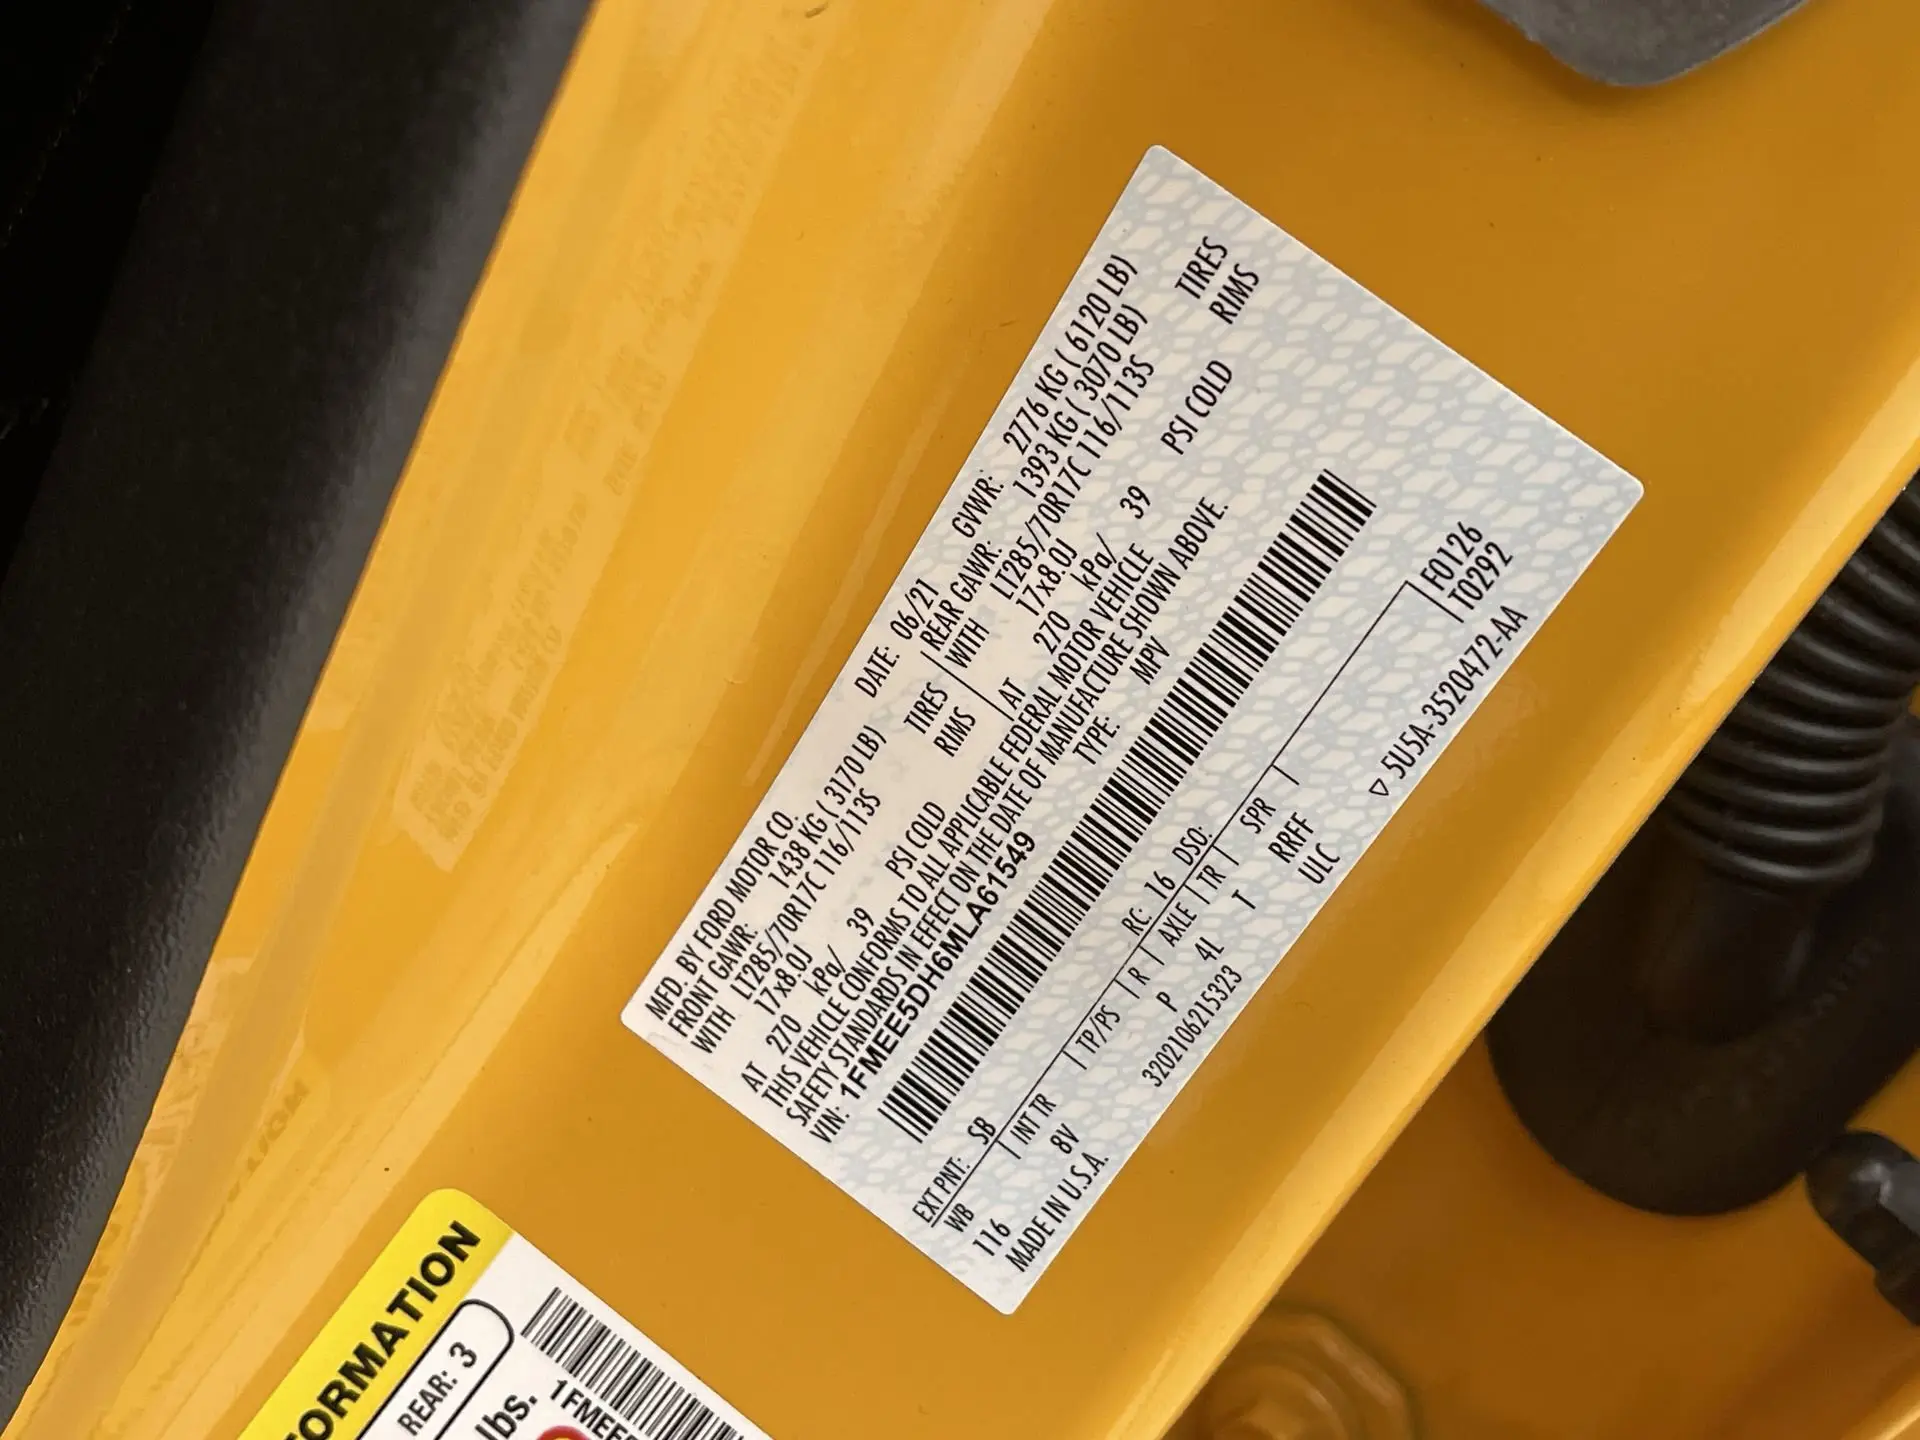 MFD. BY FORD MOTOR CO. DATE: 06/21 GVWR: 2776 KG ( 6120 LB)
FRONT GAWR: 1438 KG ( 3170 LB) REAR GAWR: 1393 KG ( 3070 LB)
WITH LT285/70R17C 116/113S TIRES WITH LT285/70R17C 116/113S TIRES
17x8.0J RIMS 17x8.0J RIMS
AT 270 kPa/ 39 PSI COLD AT 270 kPa/ 39 PSI COLD
THIS VEHICLE CONFORMS TO ALL APPLICABLE FEDERAL MOTOR VEHICLE
SAFETY STANDARDS IN EFFECT ON THE DATE OF MANUFACTURE SHOWN ABOVE.
VIN: 1FMEE5DH6MLA61549 TYPE: MPV
EXT PNT: SB RC: 16 DSO: F0126
WB INT TR TP/PS R AXLE TR SPR T0292
116 8V P 4L T RRFF
MADE IN U.S.A. 3202106215323 ULC ▽ 5U5A-3520472-AA
ORMATION
REAR: 3
lbs.
1FMEE